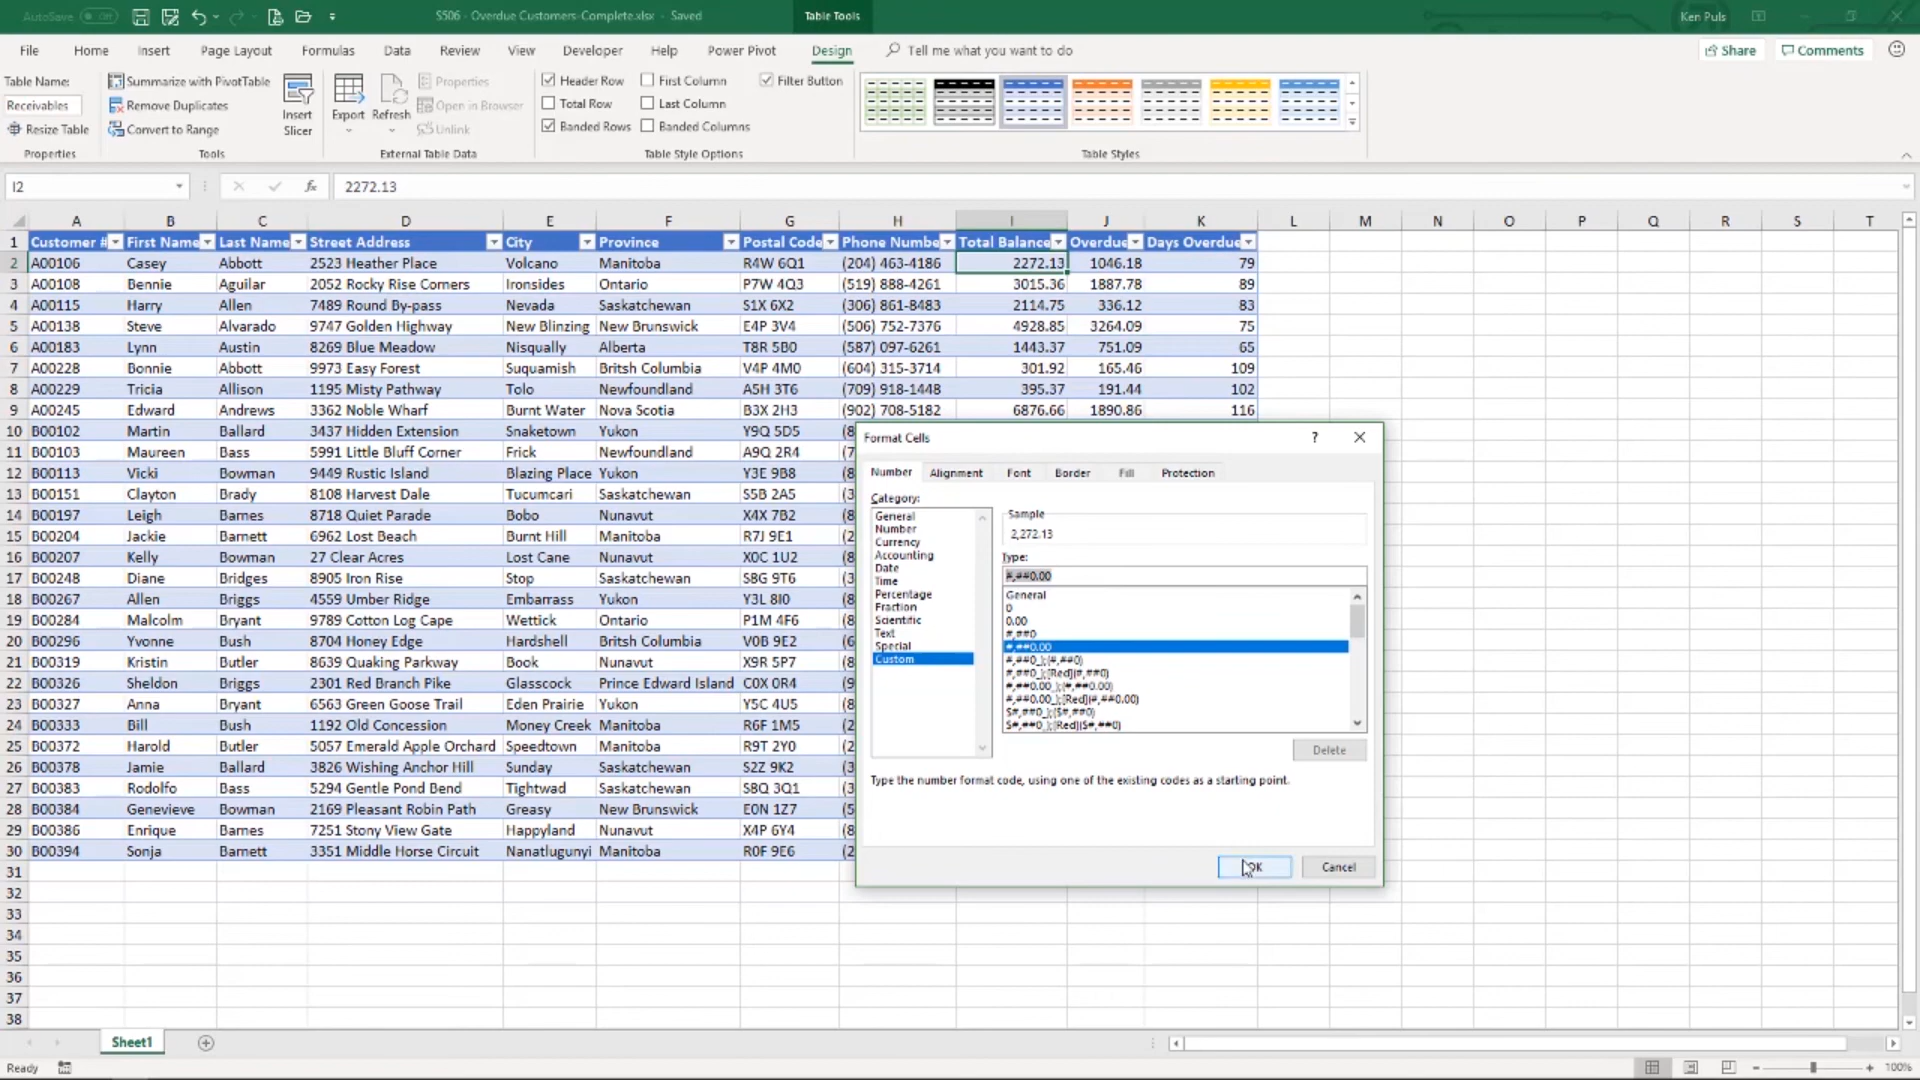 AutoSave Off S506 - Overdue Customers-Complete.xlsx - Saved Table Tools Ken Puls
File Home Insert Page Layout Formulas Data Review View Developer Help Power Pivot Design Tell me what you want to do Share Comments
Table Name: Summarize with PivotTable Properties Header Row First Column Filter Button
Receivables Remove Duplicates Insert Slicer Export Refresh Open in Browser Total Row Last Column
Resize Table Convert to Range Unlink Banded Rows Banded Columns
Properties Tools External Table Data Table Style Options Table Styles
I2 fx 2272.13
A B C D E F G H I J K L M N O P Q R S T
1 Customer # First Name Last Name Street Address City Province Postal Code Phone Numbe Total Balance Overdue Days Overdue
2 A00106 Casey Abbott 2523 Heather Place Volcano Manitoba R4W 6Q1 (204) 463-4186 2272.13 1046.18 79
3 A00108 Bennie Aguilar 2052 Rocky Rise Corners Ironsides Ontario P7W 4Q3 (519) 888-4261 3015.36 1887.78 89
4 A00115 Harry Allen 7489 Round By-pass Nevada Saskatchewan S1X 6X2 (306) 861-8483 2114.75 336.12 83
5 A00138 Steve Alvarado 9747 Golden Highway New Blinzing New Brunswick E4P 3V4 (506) 752-7376 4928.85 3264.09 75
6 A00183 Lynn Austin 8269 Blue Meadow Nisqually Alberta T8R 5B0 (587) 097-6261 1443.37 751.09 65
7 A00228 Bonnie Abbott 9973 Easy Forest Suquamish Britsh Columbia V4P 4M0 (604) 315-3714 301.92 165.46 109
8 A00229 Tricia Allison 1195 Misty Pathway Tolo Newfoundland A5H 3T6 (709) 918-1448 395.37 191.44 102
9 A00245 Edward Andrews 3362 Noble Wharf Burnt Water Nova Scotia B3X 2H3 (902) 708-5182 6876.66 1890.86 116
10 B00102 Martin Ballard 3437 Hidden Extension Snaketown Yukon Y9Q 5D5 (8
11 B00103 Maureen Bass 5991 Little Bluff Corner Frick Newfoundland A9Q 2R4 (7
12 B00113 Vicki Bowman 9449 Rustic Island Blazing Place Yukon Y3E 9B8 (8
13 B00151 Clayton Brady 8108 Harvest Dale Tucumcari Saskatchewan S5B 2A5 (3
14 B00197 Leigh Barnes 8718 Quiet Parade Bobo Nunavut X4X 7B2 (8
15 B00204 Jackie Barnett 6962 Lost Beach Burnt Hill Manitoba R7J 9E1 (2
16 B00207 Kelly Bowman 27 Clear Acres Lost Cane Nunavut X0C 1U2 (8
17 B00248 Diane Bridges 8905 Iron Rise Stop Saskatchewan S8G 9T6 (3
18 B00267 Allen Briggs 4559 Umber Ridge Embarrass Yukon Y3L 8I0 (8
19 B00284 Malcolm Bryant 9789 Cotton Log Cape Wettick Ontario P1M 4F6 (5
20 B00296 Yvonne Bush 8704 Honey Edge Hardshell Britsh Columbia V0B 9E2 (6
21 B00319 Kristin Butler 8639 Quaking Parkway Book Nunavut X9R 5P7 (8
22 B00326 Sheldon Briggs 2301 Red Branch Pike Glasscock Prince Edward Island C0X 0R4 (9
23 B00327 Anna Bryant 6563 Green Goose Trail Eden Prairie Yukon Y5C 4U5 (8
24 B00333 Bill Bush 1192 Old Concession Money Creek Manitoba R6F 1M5 (2
25 B00372 Harold Butler 5057 Emerald Apple Orchard Speedtown Manitoba R9T 2Y0 (2
26 B00378 Jamie Ballard 3826 Wishing Anchor Hill Sunday Saskatchewan S2Z 9K2 (3
27 B00383 Rodolfo Bass 5294 Gentle Pond Bend Tightwad Saskatchewan S8Q 3Q1 (3
28 B00384 Genevieve Bowman 2169 Pleasant Robin Path Greasy New Brunswick E0N 1Z7 (5
29 B00386 Enrique Barnes 7251 Stony View Gate Happyland Nunavut X4P 6Y4 (8
30 B00394 Sonja Barnett 3351 Middle Horse Circuit Nanatlugunyi Manitoba R0F 9E6 (2
31
32
33
34
35
36
37
38
Format Cells ?
Number Alignment Font Border Fill Protection
Category:
General
Number
Currency
Accounting
Date
Time
Percentage
Fraction
Scientific
Text
Special
Custom
Sample
2,272.13
Type:
#,##0.00
General
0
0.00
#,##0
#,##0.00
#,##0_);(#,##0)
#,##0_);[Red](#,##0)
#,##0.00_);(#,##0.00)
#,##0.00_);[Red](#,##0.00)
$#,##0_);($#,##0)
$#,##0_);[Red]($#,##0)
Delete
Type the number format code, using one of the existing codes as a starting point.
OK Cancel
Sheet1
Ready 100%